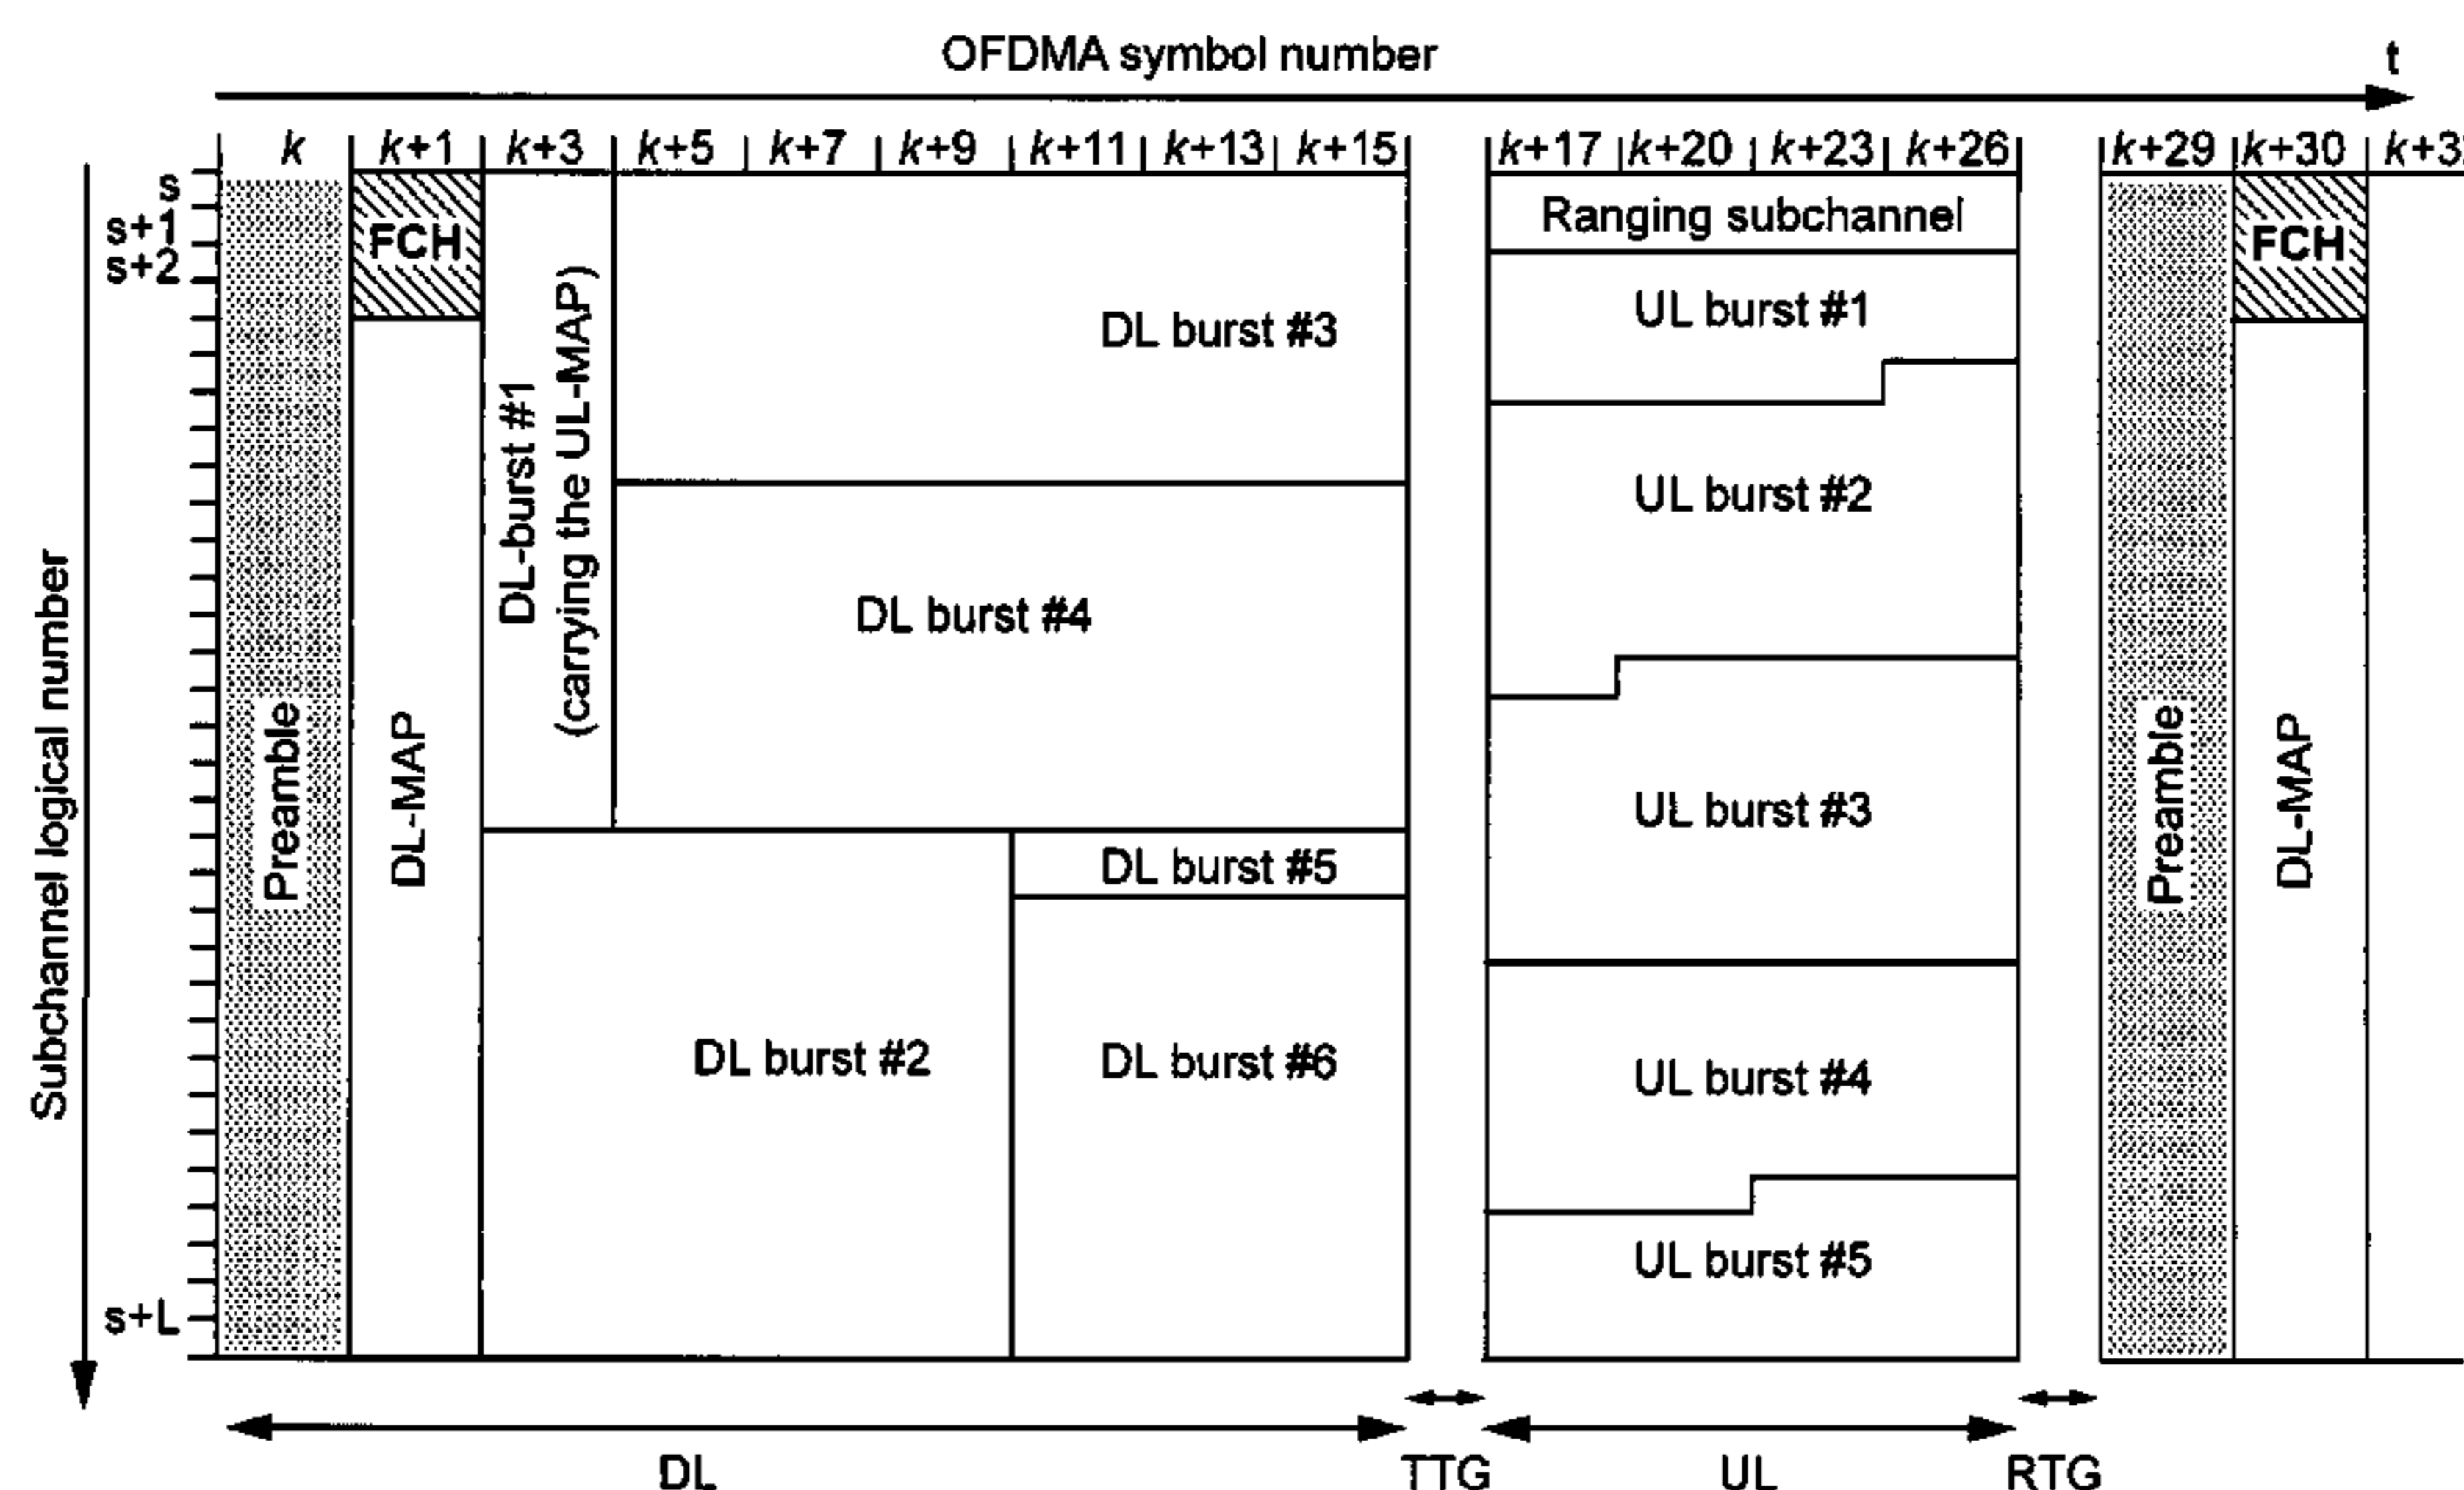 OFDMA symbol number
t
k k+1 k+3 k+5 k+7 k+9 k+11 k+13 k+15 k+17 k+20 k+23 k+26 k+29 k+30
s
s+1
s+2
s+L
Subchannel logical number
Preamble
FCH
DL-MAP
DL-burst #1
(carrying the UL-MAP)
DL burst #3
DL burst #4
DL burst #5
DL burst #2
DL burst #6
Ranging subchannel
UL burst #1
UL burst #2
UL burst #3
UL burst #4
UL burst #5
Preamble
FCH
DL-MAP
DL
TTG
UL
RTG